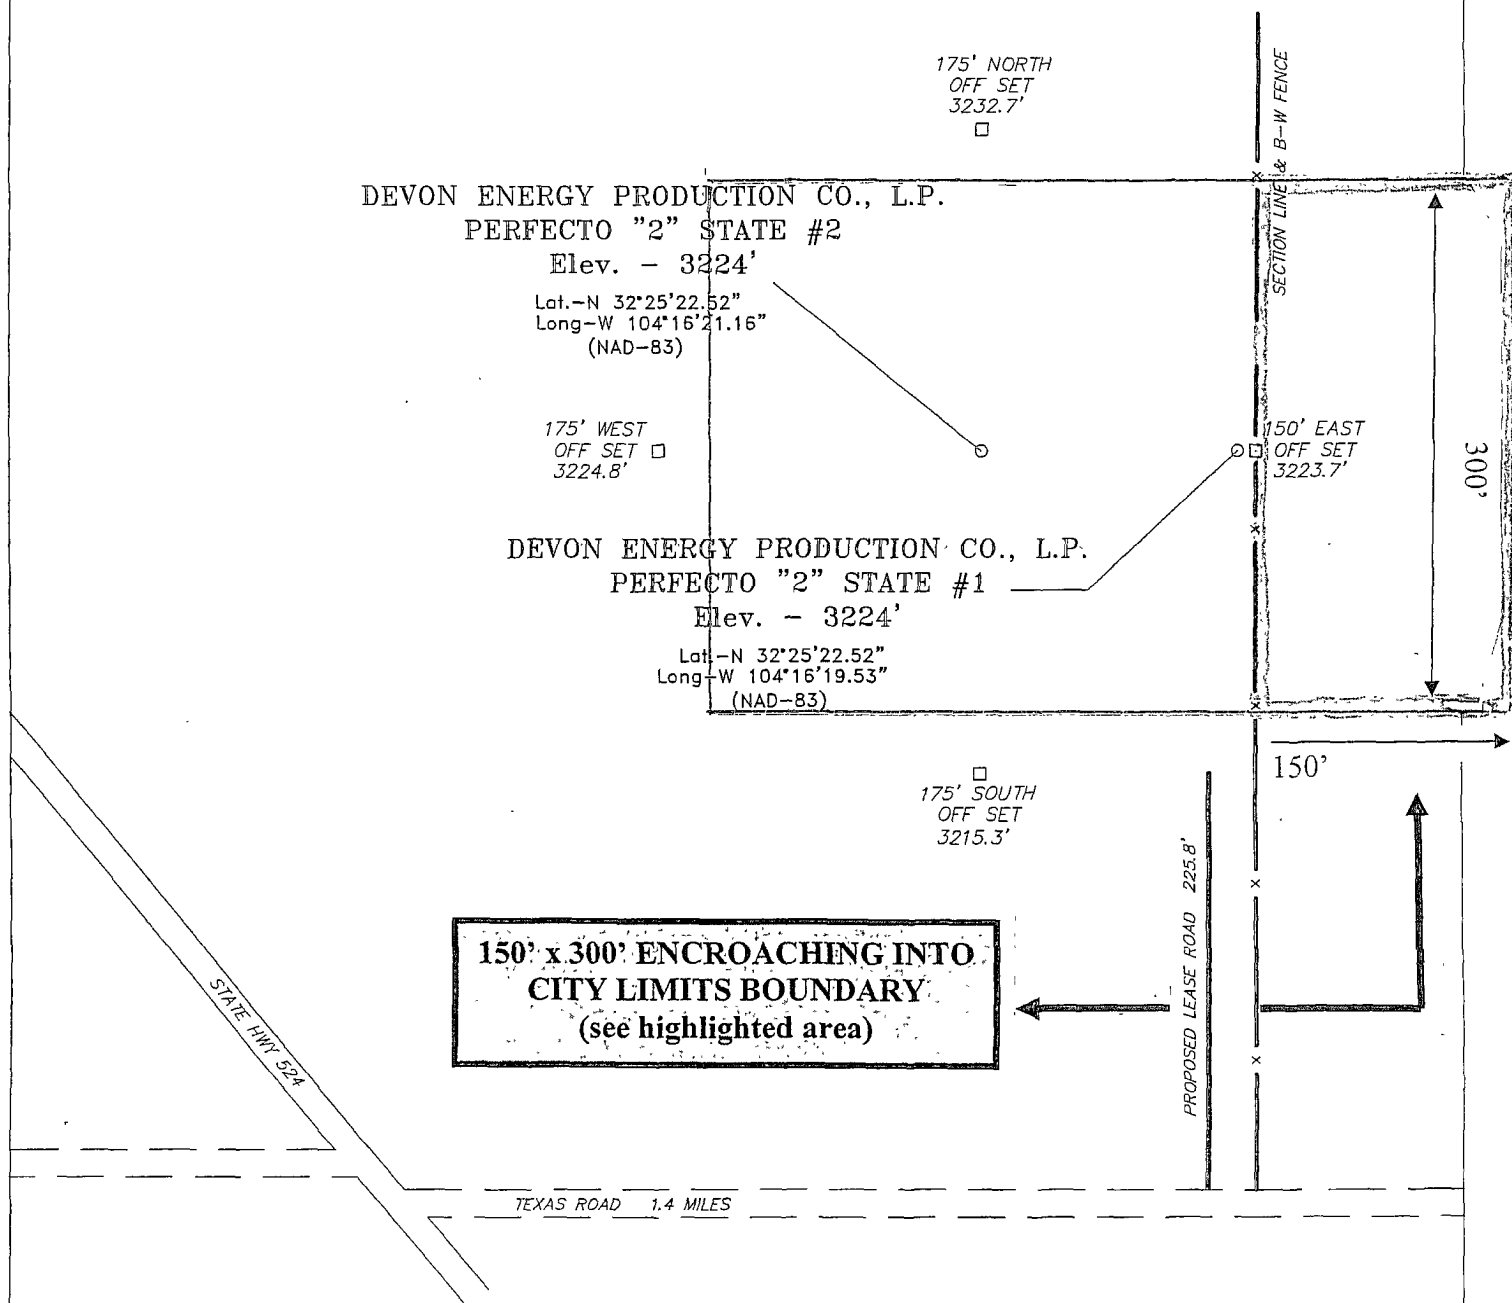 175' NORTH
OFF SET
3232.7'
SECTION LINE & B-W FENCE
DEVON ENERGY PRODUCTION CO., L.P.
PERFECTO "2" STATE #2
Elev. - 3224'
Lat.-N 32°25'22.52"
Long-W 104°16'21.16"
(NAD-83)
175' WEST
OFF SET
3224.8'
150' EAST
OFF SET
3223.7'
300'
DEVON ENERGY PRODUCTION CO., L.P.
PERFECTO "2" STATE #1
Elev. - 3224'
Lat.-N 32°25'22.52"
Long-W 104°16'19.53"
(NAD-83)
150'
175' SOUTH
OFF SET
3215.3'
PROPOSED LEASE ROAD 225.8'
150' x 300' ENCROACHING INTO
CITY LIMITS BOUNDARY
(see highlighted area)
STATE HWY 524
TEXAS ROAD 1.4 MILES